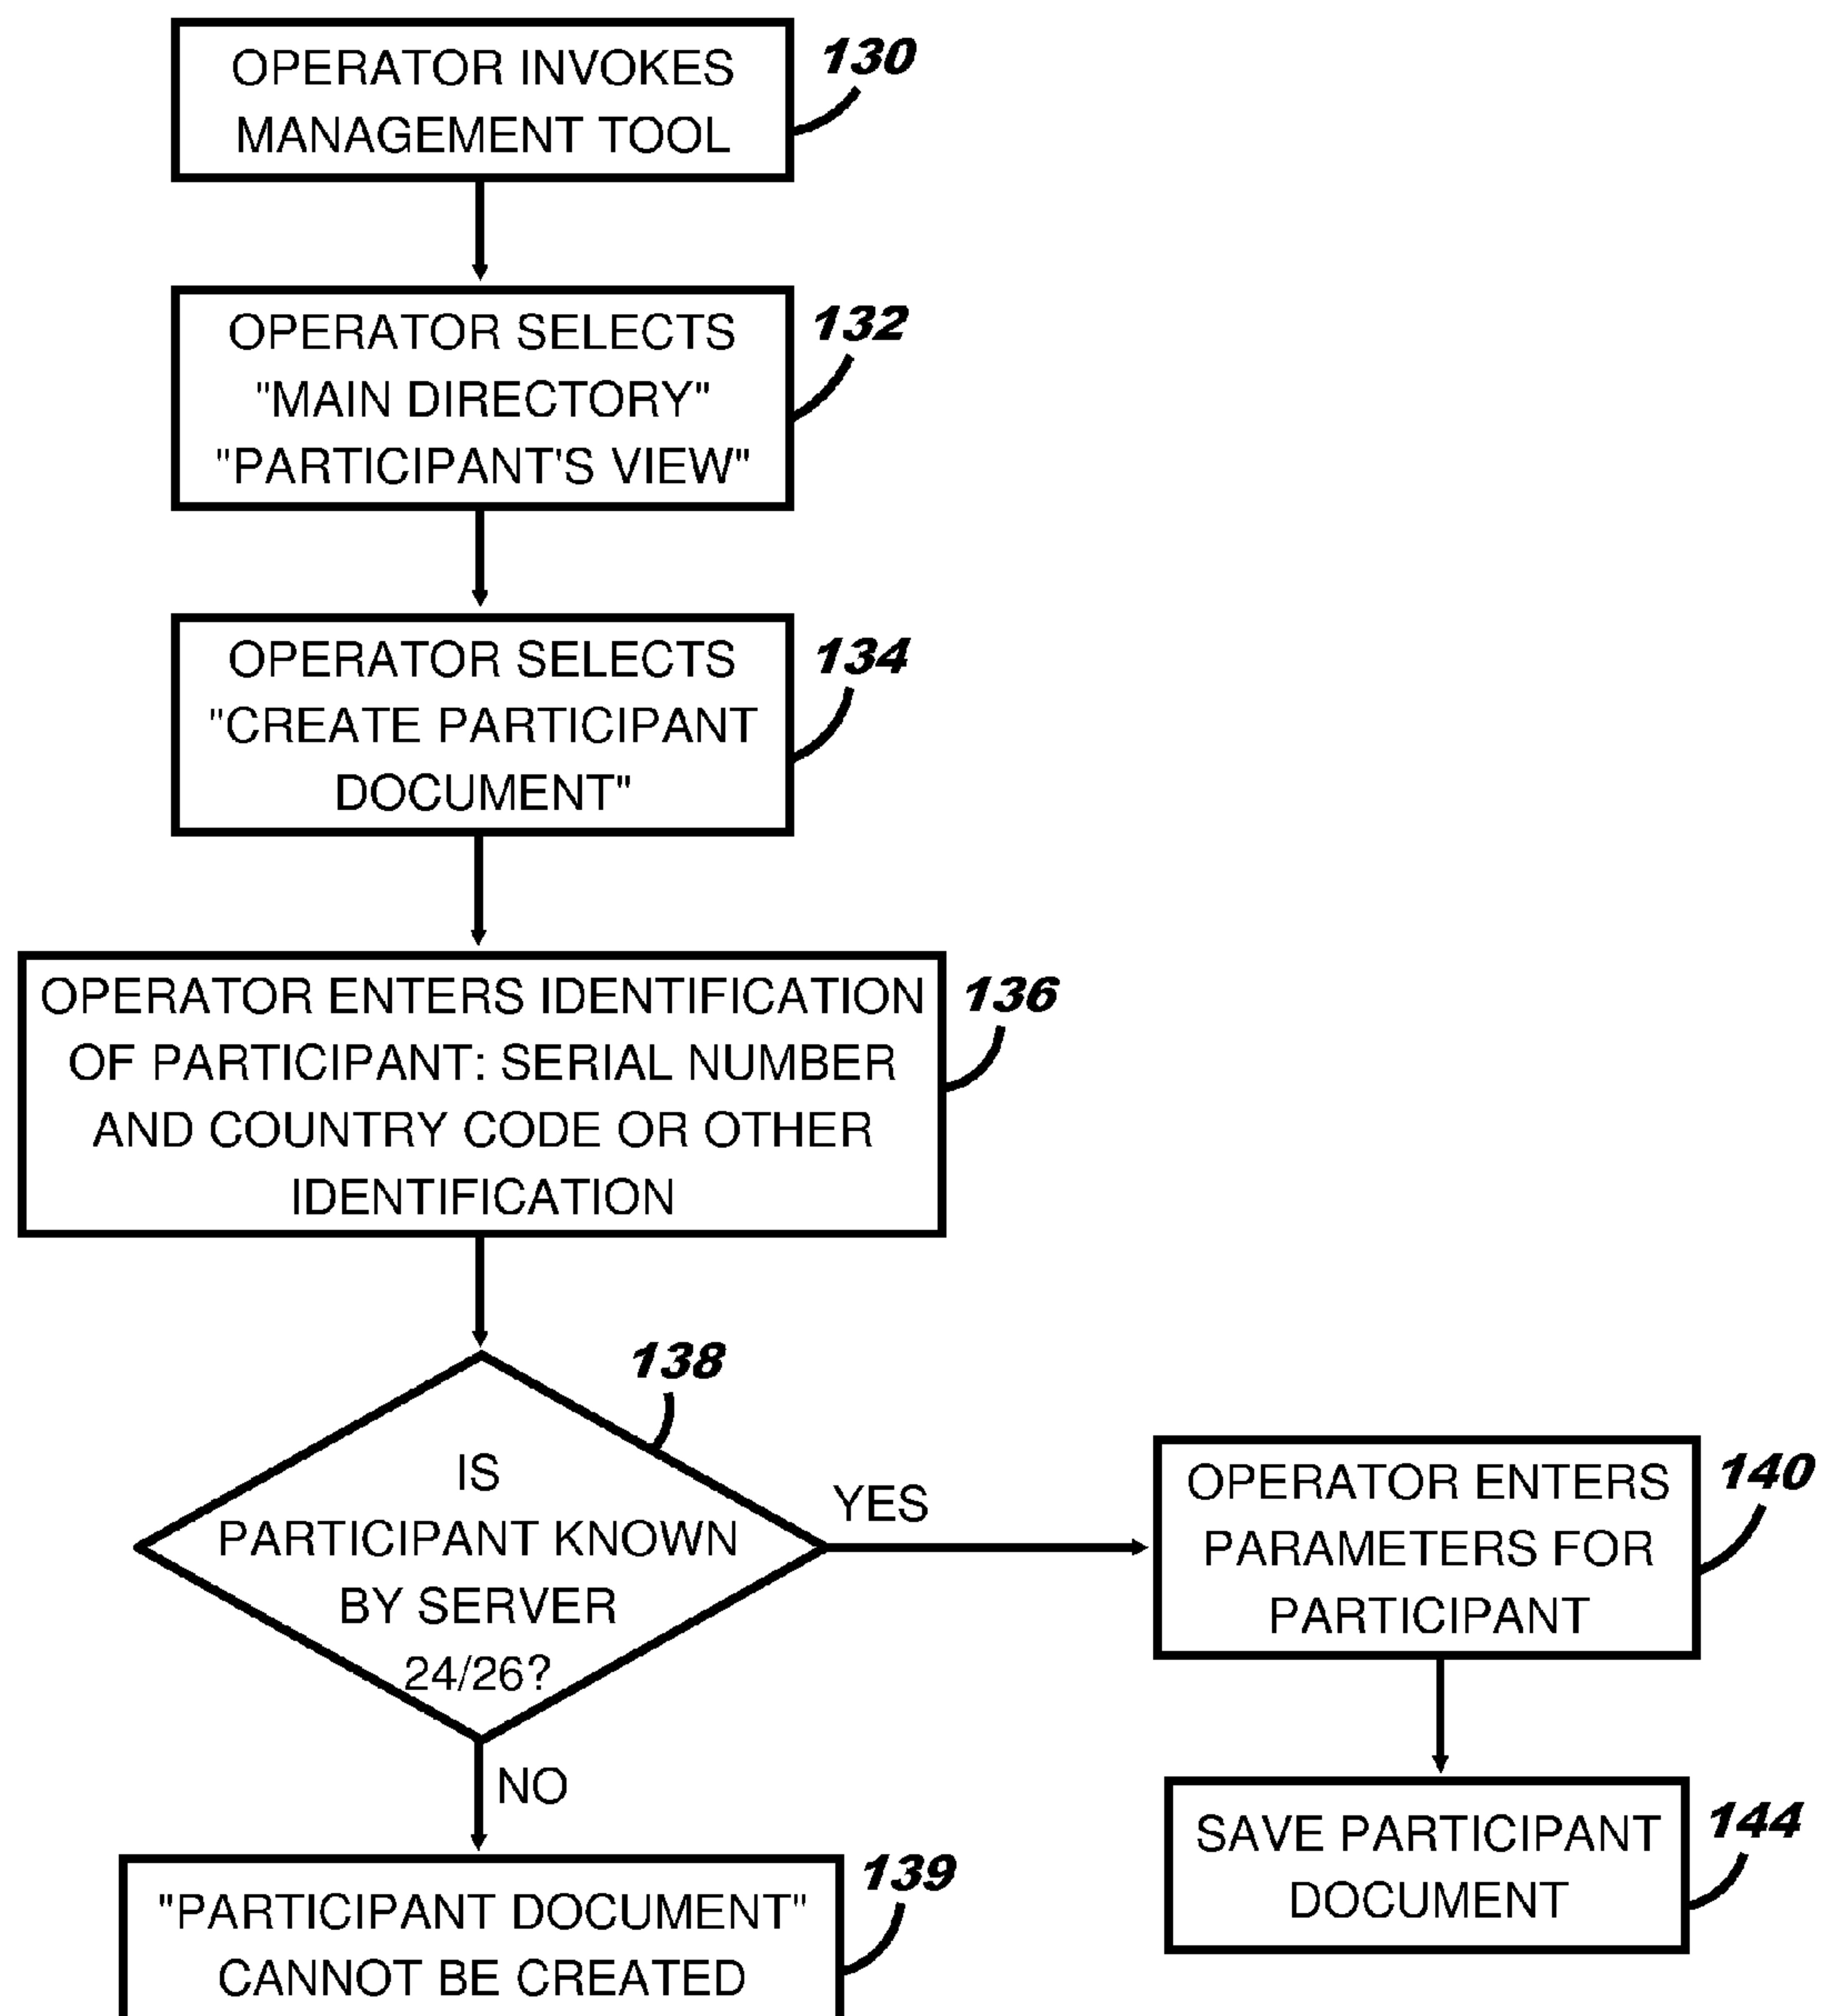 OPERATOR INVOKES
MANAGEMENT TOOL
130
OPERATOR SELECTS
"MAIN DIRECTORY"
"PARTICIPANT'S VIEW"
132
OPERATOR SELECTS
"CREATE PARTICIPANT
DOCUMENT"
134
OPERATOR ENTERS IDENTIFICATION
OF PARTICIPANT: SERIAL NUMBER
AND COUNTRY CODE OR OTHER
IDENTIFICATION
136
138
IS
PARTICIPANT KNOWN
BY SERVER
24/26?
YES
OPERATOR ENTERS
PARAMETERS FOR
PARTICIPANT
140
NO
SAVE PARTICIPANT
DOCUMENT
144
"PARTICIPANT DOCUMENT"
CANNOT BE CREATED
139